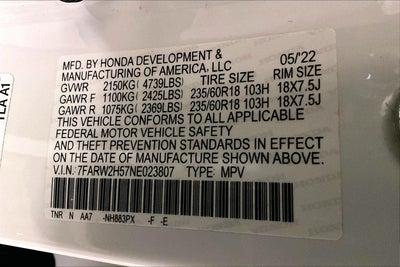 MFD. BY HONDA DEVELOPMENT & 05/'22
MANUFACTURING OF AMERICA, LLC
GVWR 2150KG( 4739LBS) TIRE SIZE RIM SIZE
GAWR F 1100KG (2425LBS) 235/60R18 103H 18X7.5J
GAWR R 1075KG (2369LBS) 235/60R18 103H 18X7.5J
THIS VEHICLE CONFORMS TO ALL APPLICABLE
FEDERAL MOTOR VEHICLE SAFETY
AND THEFT PREVENTION STANDARDS IN EFFECT
ON THE DATE OF MANUFACTURE SHOWN ABOVE.
V.I.N. 7FARW2H57NE023807 TYPE: MPV
TNR N AA7 -NH883PX -F -E
TLA A1